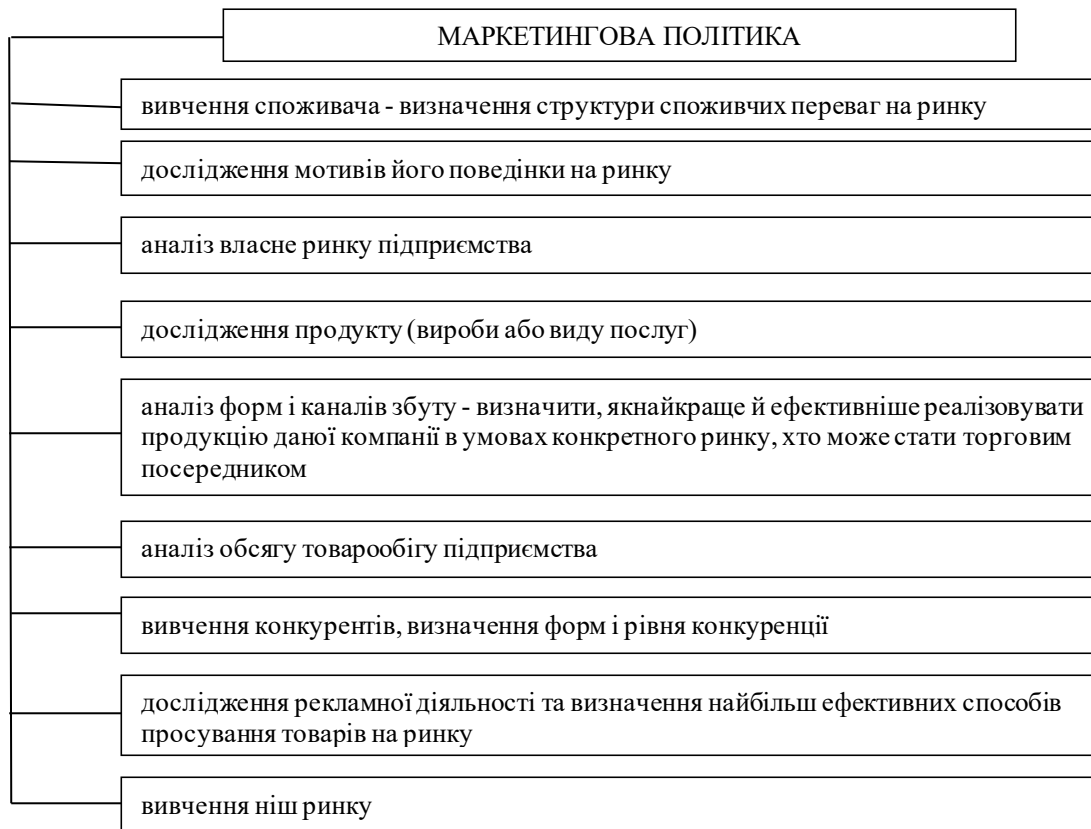 МАРКЕТИНГОВА ПОЛІТИКА
вивчення споживача - визначення структури споживчих переваг на ринку
дослідження мотивів його поведінки на ринку
аналіз власне ринку підприємства
дослідження продукту (вироби або виду послуг)
аналіз форм і каналів збуту - визначити, якнайкраще й ефективніше реалізовувати
продукцію даної компанії в умовах конкретного ринку, хто може стати торговим
посередником
аналіз обсягу товарообігу підприємства
вивчення конкурентів, визначення форм і рівня конкуренції
дослідження рекламної діяльності та визначення найбільш ефективних способів
просування товарів на ринку
вивчення ніш ринку